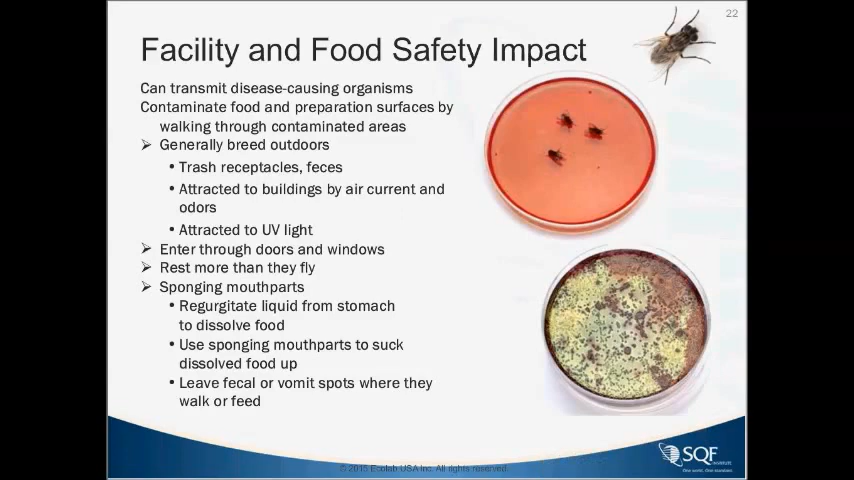 22
Facility and Food Safety Impact
Can transmit disease-causing organisms
Contaminate food and preparation surfaces by
walking through contaminated areas
➢ Generally breed outdoors
• Trash receptacles, feces
• Attracted to buildings by air current and
odors
• Attracted to UV light
➢ Enter through doors and windows
➢ Rest more than they fly
➢ Sponging mouthparts
• Regurgitate liquid from stomach
to dissolve food
• Use sponging mouthparts to suck
dissolved food up
• Leave fecal or vomit spots where they
walk or feed
SQF
INSTITUTE
One world. One standard.
© 2015 Ecolab USA Inc. All rights reserved.